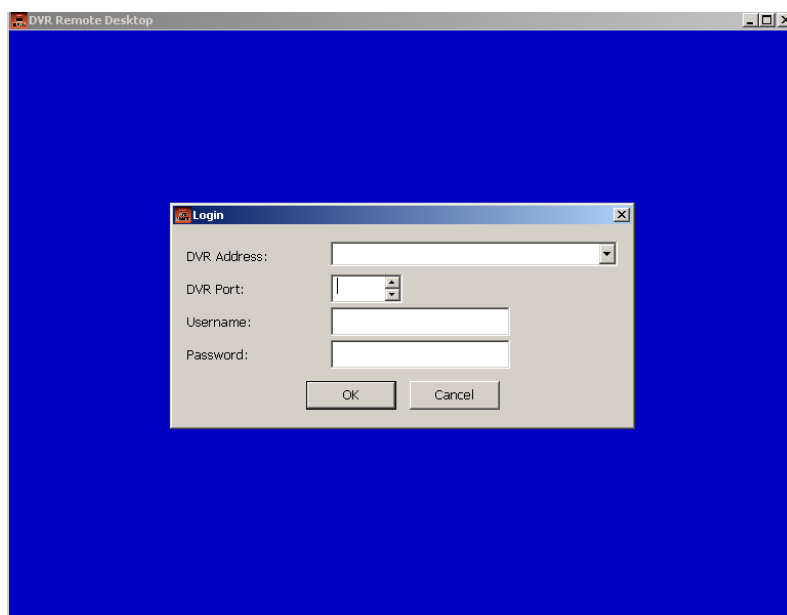 DVR Remote Desktop
Login
DVR Address:
DVR Port:
Username:
Password:
OK Cancel